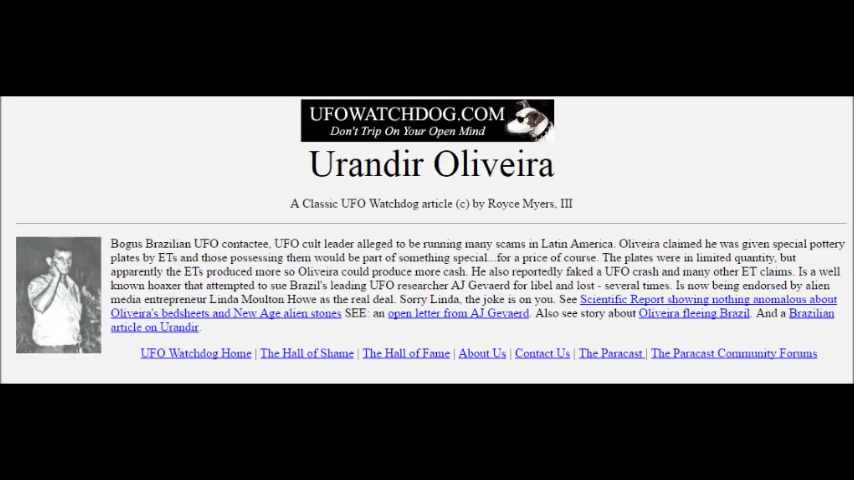 UFOWATCHDOG.COM
Don't Trip On Your Open Mind
Urandir Oliveira
A Classic UFO Watchdog article (c) by Royce Myers, III
Bogus Brazilian UFO contactee, UFO cult leader alleged to be running many scams in Latin America. Oliveira claimed he was given special pottery
plates by ETs and those possessing them would be part of something special...for a price of course. The plates were in limited quantity, but
apparently the ETs produced more so Oliveira could produce more cash. He also reportedly faked a UFO crash and many other ET claims. Is a well
known hoaxer that attempted to sue Brazil's leading UFO researcher AJ Gevaerd for libel and lost - several times. Is now being endorsed by alien
media entrepreneur Linda Moulton Howe as the real deal. Sorry Linda, the joke is on you. See Scientific Report showing nothing anomalous about
Oliveira's bedsheets and New Age alien stones SEE: an open letter from AJ Gevaerd. Also see story about Oliveira fleeing Brazil. And a Brazilian
article on Urandir.
UFO Watchdog Home | The Hall of Shame | The Hall of Fame | About Us | Contact Us | The Paracast | The Paracast Community Forums